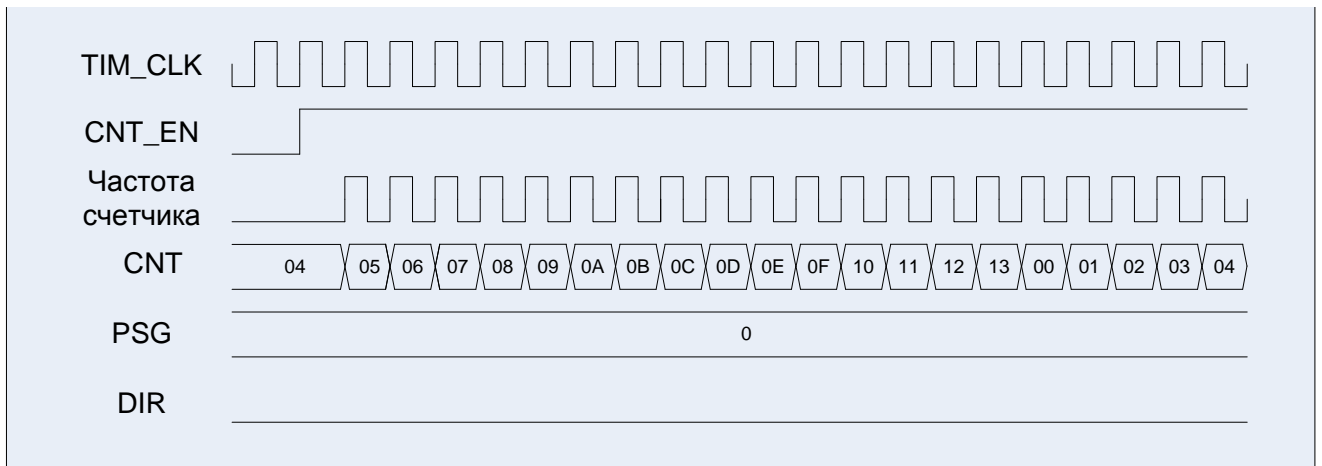 TIM_CLK
CNT_EN
Частота
счетчика
CNT 04 05 06 07 08 09 0A 0B 0C 0D 0E 0F 10 11 12 13 00 01 02 03 04
PSG 0
DIR